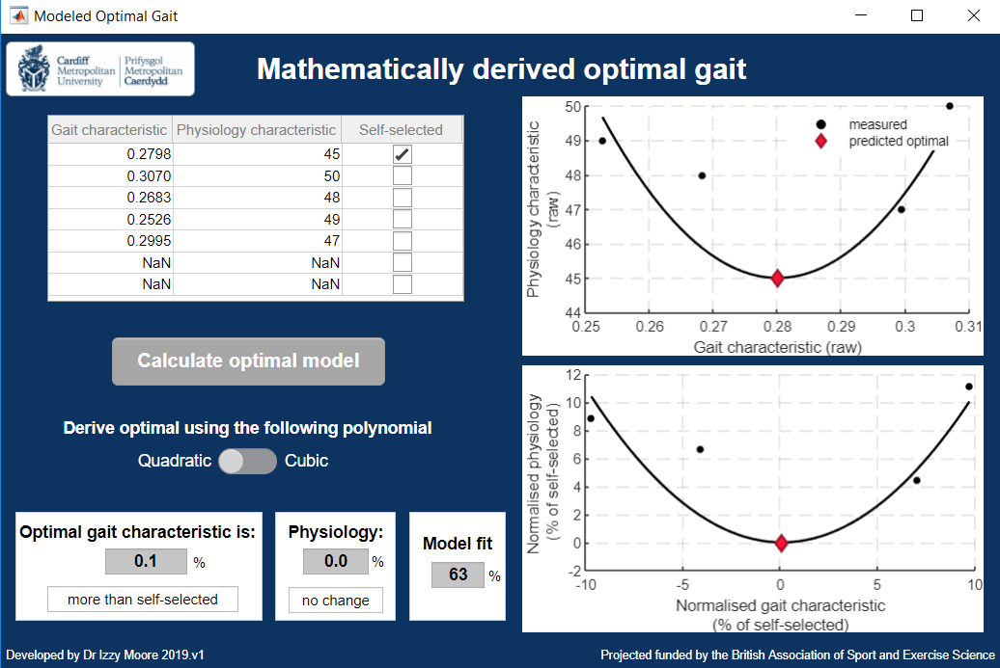 Modeled Optimal Gait
Cardiff
Metropolitan
University
Prifysgol
Metropolitan
Caerdydd
Mathematically derived optimal gait
Gait characteristic Physiology characteristic Self-selected
0.2798 45
0.3070 50
0.2683 48
0.2526 49
0.2995 47
NaN NaN
NaN NaN
Calculate optimal model
Derive optimal using the following polynomial
Quadratic Cubic
Optimal gait characteristic is:
0.1 %
more than self-selected
Physiology:
0.0 %
no change
Model fit
63 %
50
49
48
47
46
45
44
Physiology characteristic
(raw)
measured
predicted optimal
0.25 0.26 0.27 0.28 0.29 0.3 0.31
Gait characteristic (raw)
12
10
8
6
4
2
0
-2
Normalised physiology
(% of self-selected)
-10 -5 0 5 10
Normalised gait characteristic
(% of self-selected)
Developed by Dr Izzy Moore 2019.v1
Projected funded by the British Association of Sport and Exercise Science